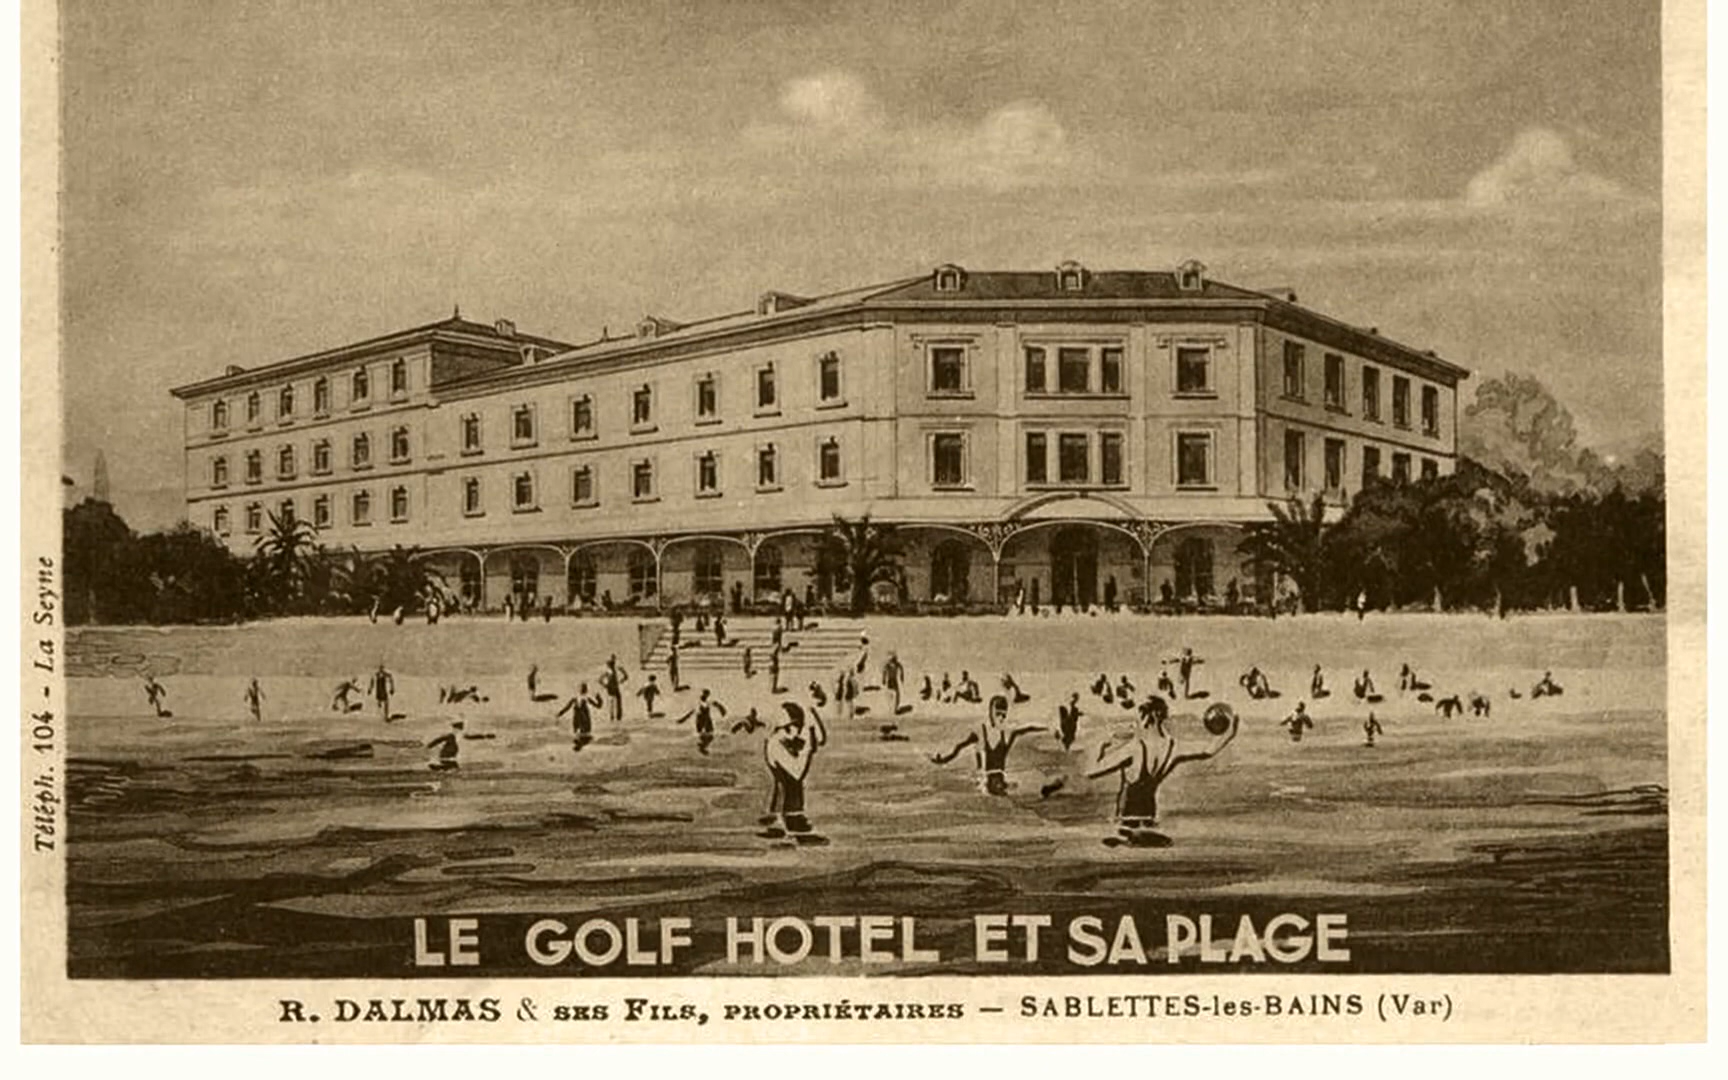 Téléph. 104 - La Seyne
LE GOLF HOTEL ET SA PLAGE
R. DALMAS & SES FILS, PROPRIÉTAIRES — SABLETTES-les-BAINS (Var)